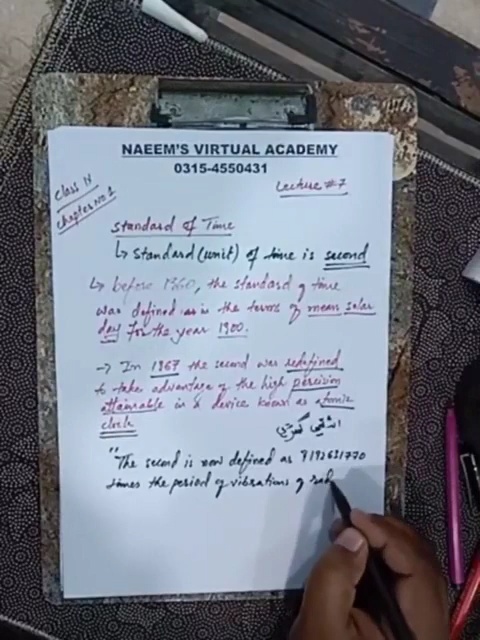 NAEEM'S VIRTUAL ACADEMY
0315-4550431
Lecture #7
Class IX
Chapter No 1
Standard of Time
↳ Standard (unit) of time is second
↳ before 1960, the standard of time
was defined as in the terms of mean solar
day for the year 1900.
→ In 1967 the second was redefined
to take advantage of the high percision
attainable in a device known as atomic
clock
اٹامی گھڑی
"The second is now defined as 9192631770
times the period of vibrations of